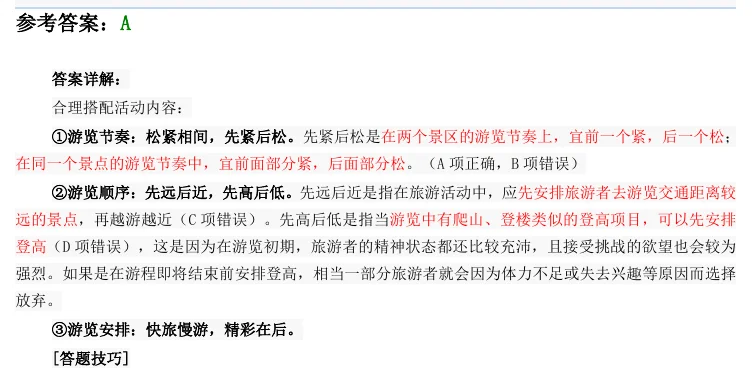 参考答案：A
答案详解：
合理搭配活动内容：
①游览节奏：松紧相间，先紧后松。先紧后松是在两个景区的游览节奏上，宜前一个紧，后一个松；
在同一个景点的游览节奏中，宜前面部分紧，后面部分松。（A 项正确，B 项错误）
②游览顺序：先远后近，先高后低。先远后近是指在旅游活动中，应先安排旅游者去游览交通距离较
远的景点，再越游越近（C 项错误）。先高后低是指当游览中有爬山、登楼类似的登高项目，可以先安排
登高（D 项错误），这是因为在游览初期，旅游者的精神状态都还比较充沛，且接受挑战的欲望也会较为
强烈。如果是在游程即将结束前安排登高，相当一部分旅游者就会因为体力不足或失去兴趣等原因而选择
放弃。
③游览安排：快旅慢游，精彩在后。
[答题技巧]